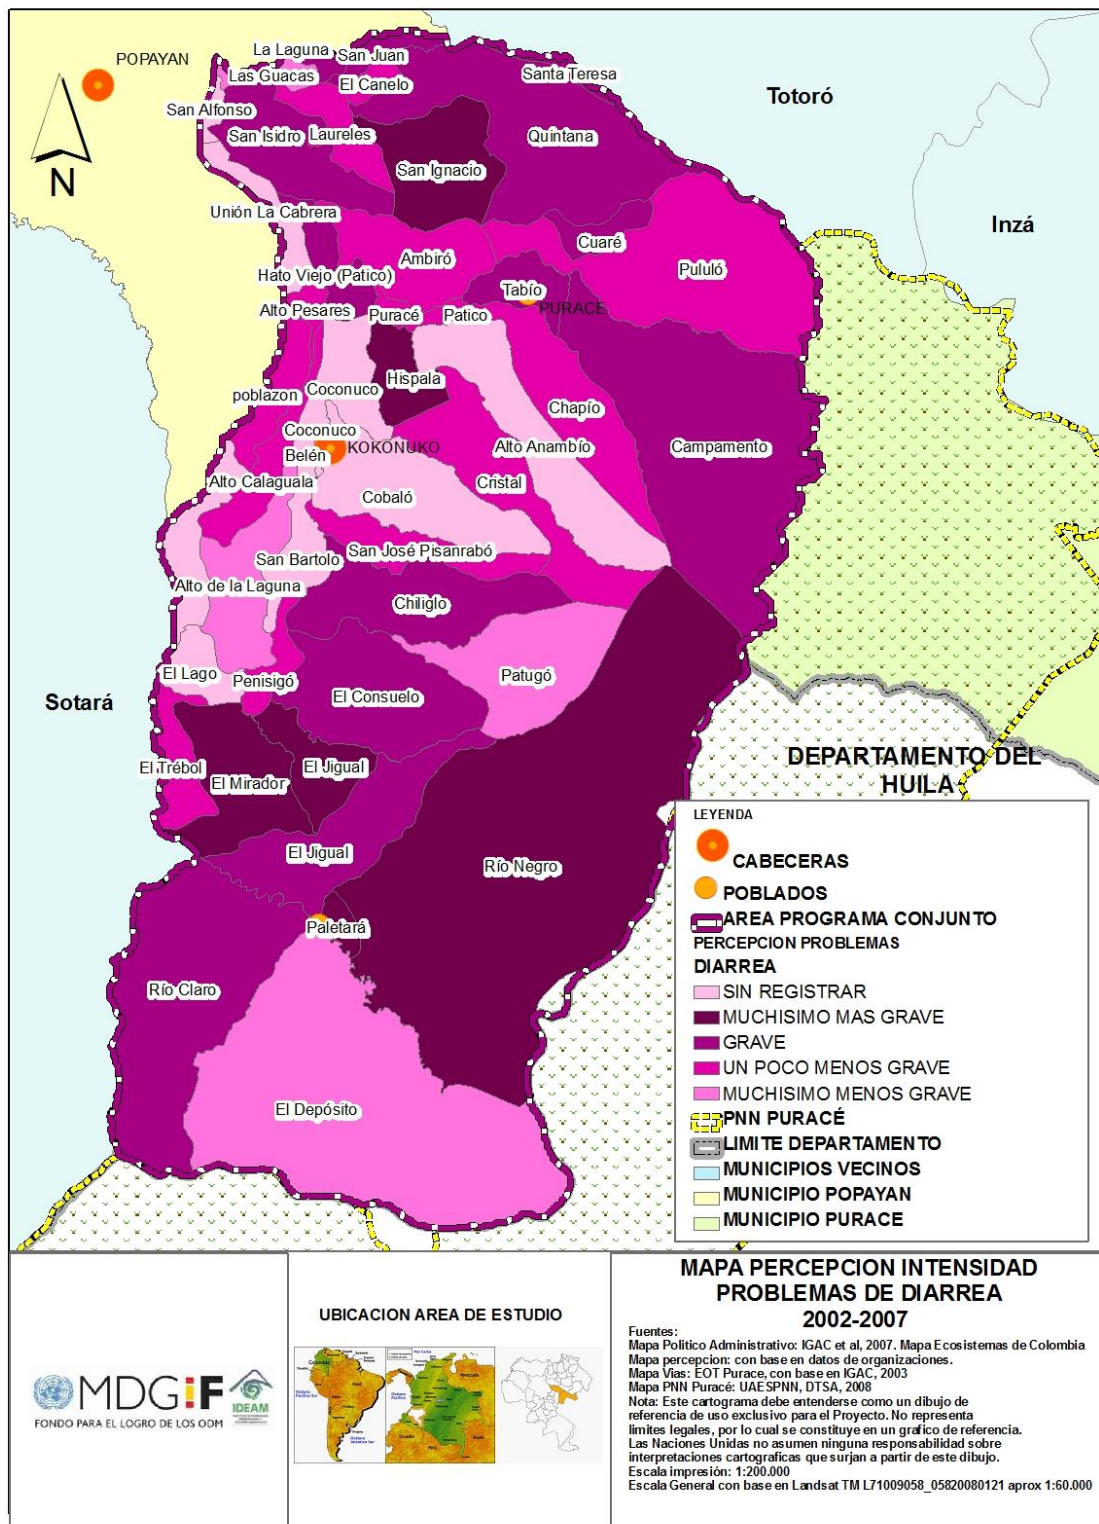 POPAYAN
La Laguna
San Juan
Las Guacas
El Canelo
Santa Teresa
Totoró
San Alfonso
San Isidro
Laureles
Quintana
N
San Ignacio
Unión La Cabrera
Inzá
Cuaré
Ambiró
Pululó
Hato Viejo (Patico)
Tabío
PURACE
Alto Pesares
Puracé
Patico
Hispala
poblazon
Coconuco
Chapío
Coconuco
KOKONUKO
Alto Anambío
Campamento
Belén
Alto Calaguala
Cristal
Cobaló
San Bartolo
San José Pisanrabó
Alto de la Laguna
Chiliglo
El Lago
Penisigó
Patugó
Sotará
El Consuelo
El Trébol
El Jigual
El Mirador
DEPARTAMENTO DEL
HUILA
El Jigual
Río Negro
Paletará
Río Claro
El Depósito
LEYENDA
CABECERAS
POBLADOS
AREA PROGRAMA CONJUNTO
PERCEPCION PROBLEMAS
DIARREA
SIN REGISTRAR
MUCHISIMO MAS GRAVE
GRAVE
UN POCO MENOS GRAVE
MUCHISIMO MENOS GRAVE
PNN PURACÉ
LIMITE DEPARTAMENTO
MUNICIPIOS VECINOS
MUNICIPIO POPAYAN
MUNICIPIO PURACE
MDGiF
IDEAM
FONDO PARA EL LOGRO DE LOS ODM
UBICACION AREA DE ESTUDIO
MAPA PERCEPCION INTENSIDAD
PROBLEMAS DE DIARREA
2002-2007
Fuentes:
Mapa Politico Administrativo: IGAC et al, 2007. Mapa Ecosistemas de Colombia
Mapa percepcion: con base en datos de organizaciones.
Mapa Vias: EOT Purace, con base en IGAC, 2003
Mapa PNN Puracé: UAESPNN, DTSA, 2008
Nota: Este cartograma debe entenderse como un dibujo de
referencia de uso exclusivo para el Proyecto. No representa
limites legales, por lo cual se constituye en un grafico de referencia.
Las Naciones Unidas no asumen ninguna responsabilidad sobre
interpretaciones cartograficas que surjan a partir de este dibujo.
Escala impresión: 1:200.000
Escala General con base en Landsat TM L71009058_05820080121 aprox 1:60.000